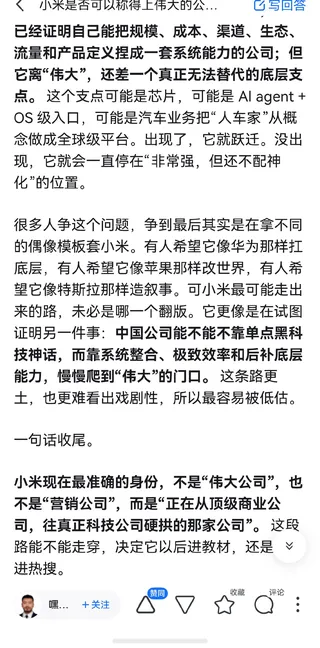 小米是否可以称得上伟大的公...
写回答
已经证明自己能把规模、成本、渠道、生态、
流量和产品定义捏成一套系统能力的公司；但
它离“伟大”，还差一个真正无法替代的底层支
点。 这个支点可能是芯片，可能是 AI agent +
OS 级入口，可能是汽车业务把“人车家”从概
念做成全球级平台。出现了，它就跃迁。没出
现，它就会一直停在“非常强，但还不配神
化”的位置。
很多人争这个问题，争到最后其实是在拿不同
的偶像模板套小米。有人希望它像华为那样扛
底层，有人希望它像苹果那样改世界，有人希
望它像特斯拉那样造叙事。可小米最可能走出
来的路，未必是哪一个翻版。它更像是在试图
证明另一件事：中国公司能不能不靠单点黑科
技神话，而靠系统整合、极致效率和后补底层
能力，慢慢爬到“伟大”的门口。 这条路更
土，也更难看出戏剧性，所以最容易被低估。
一句话收尾。
小米现在最准确的身份，不是“伟大公司”，也
不是“营销公司”，而是“正在从顶级商业公
司，往真正科技公司硬拱的那家公司”。 这段
路能不能走穿，决定它以后进教材，还是
进热搜。
嘿...
+ 关注
赞同
收藏
评论